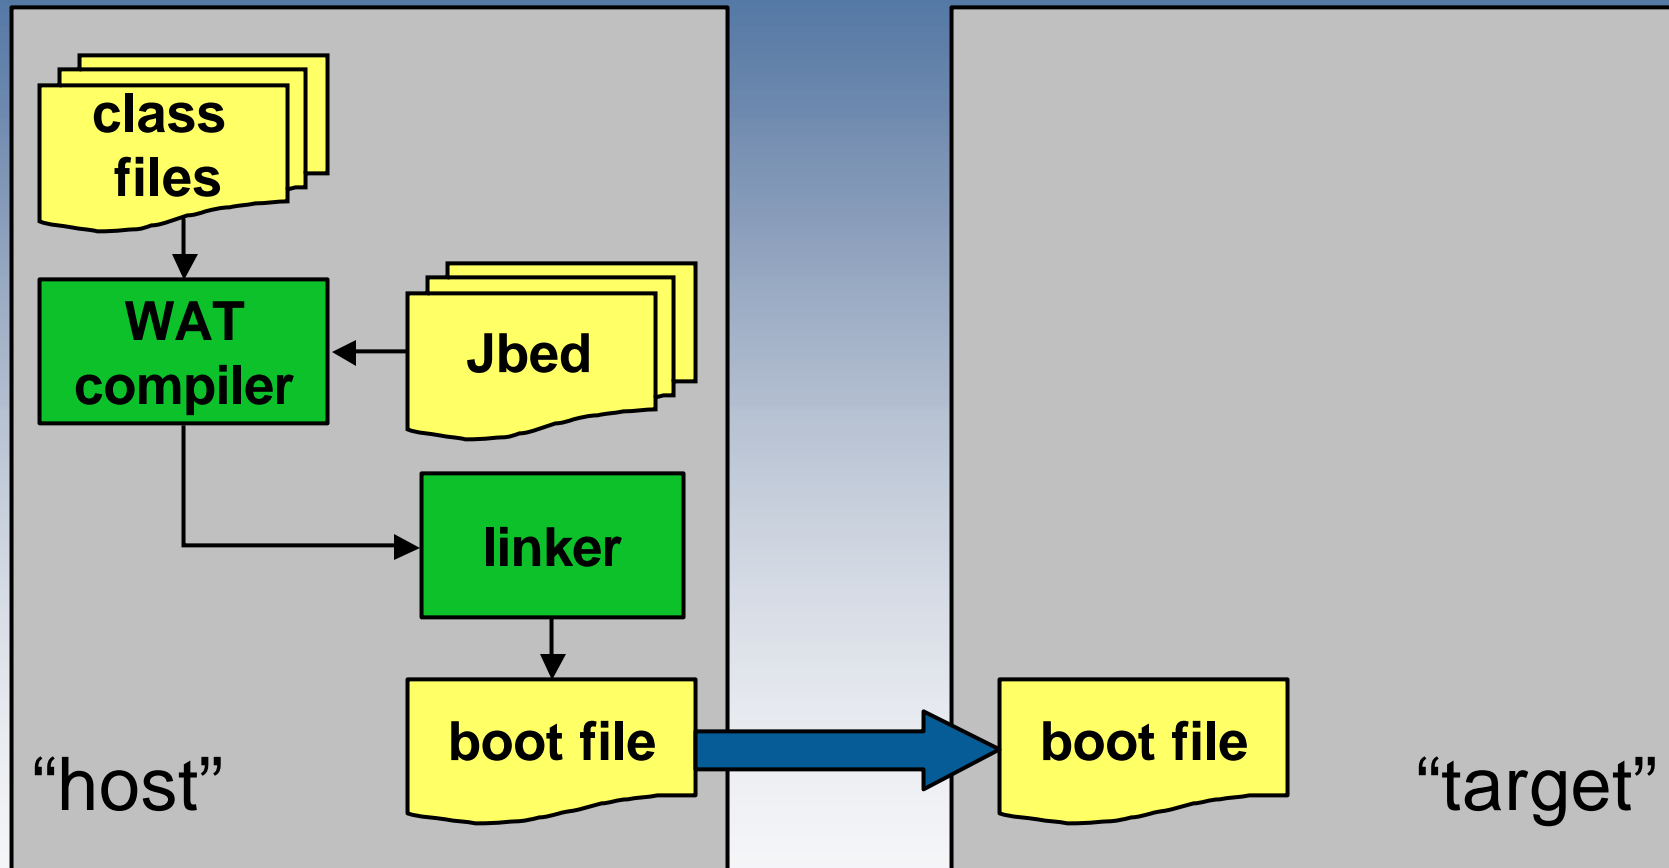 class
files
WAT
compiler
Jbed
linker
boot file
boot file
“host”
“target”